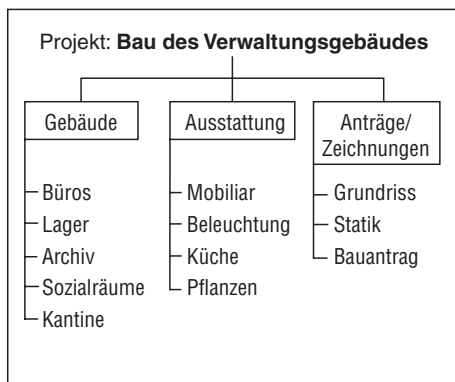 Projekt: Bau des Verwaltungsgebäudes
Gebäude
Büros
Lager
Archiv
Sozialräume
Kantine
Ausstattung
Mobiliar
Beleuchtung
Küche
Pflanzen
Anträge/
Zeichnungen
Grundriss
Statik
Bauantrag